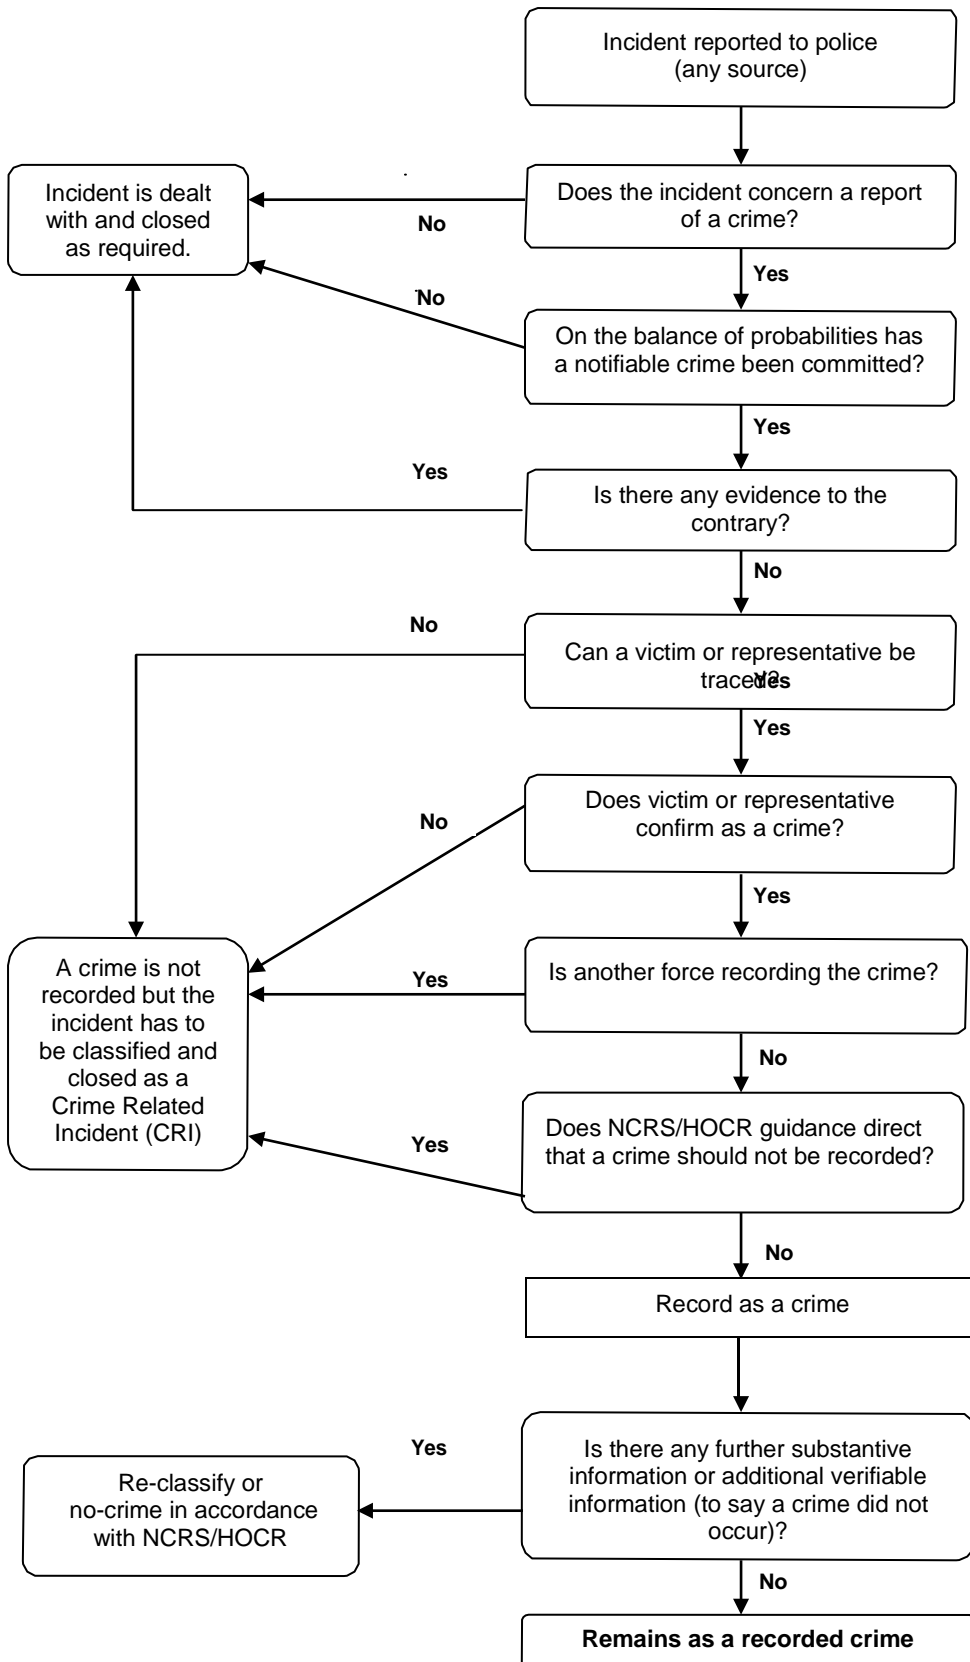 Incident reported to police
(any source)
Does the incident concern a report
of a crime?
No
Incident is dealt
with and closed
as required.
Yes
On the balance of probabilities has
a notifiable crime been committed?
No
Yes
Is there any evidence to the
contrary?
Yes
No
Can a victim or representative be
traced?
Yes
No
Yes
Does victim or representative
confirm as a crime?
No
Yes
Is another force recording the crime?
Yes
A crime is not
recorded but the
incident has to
be classified and
closed as a
Crime Related
Incident (CRI)
No
Does NCRS/HOCR guidance direct
that a crime should not be recorded?
Yes
No
Record as a crime
Is there any further substantive
information or additional verifiable
information (to say a crime did not
occur)?
Yes
Re-classify or
no-crime in accordance
with NCRS/HOCR
No
Remains as a recorded crime